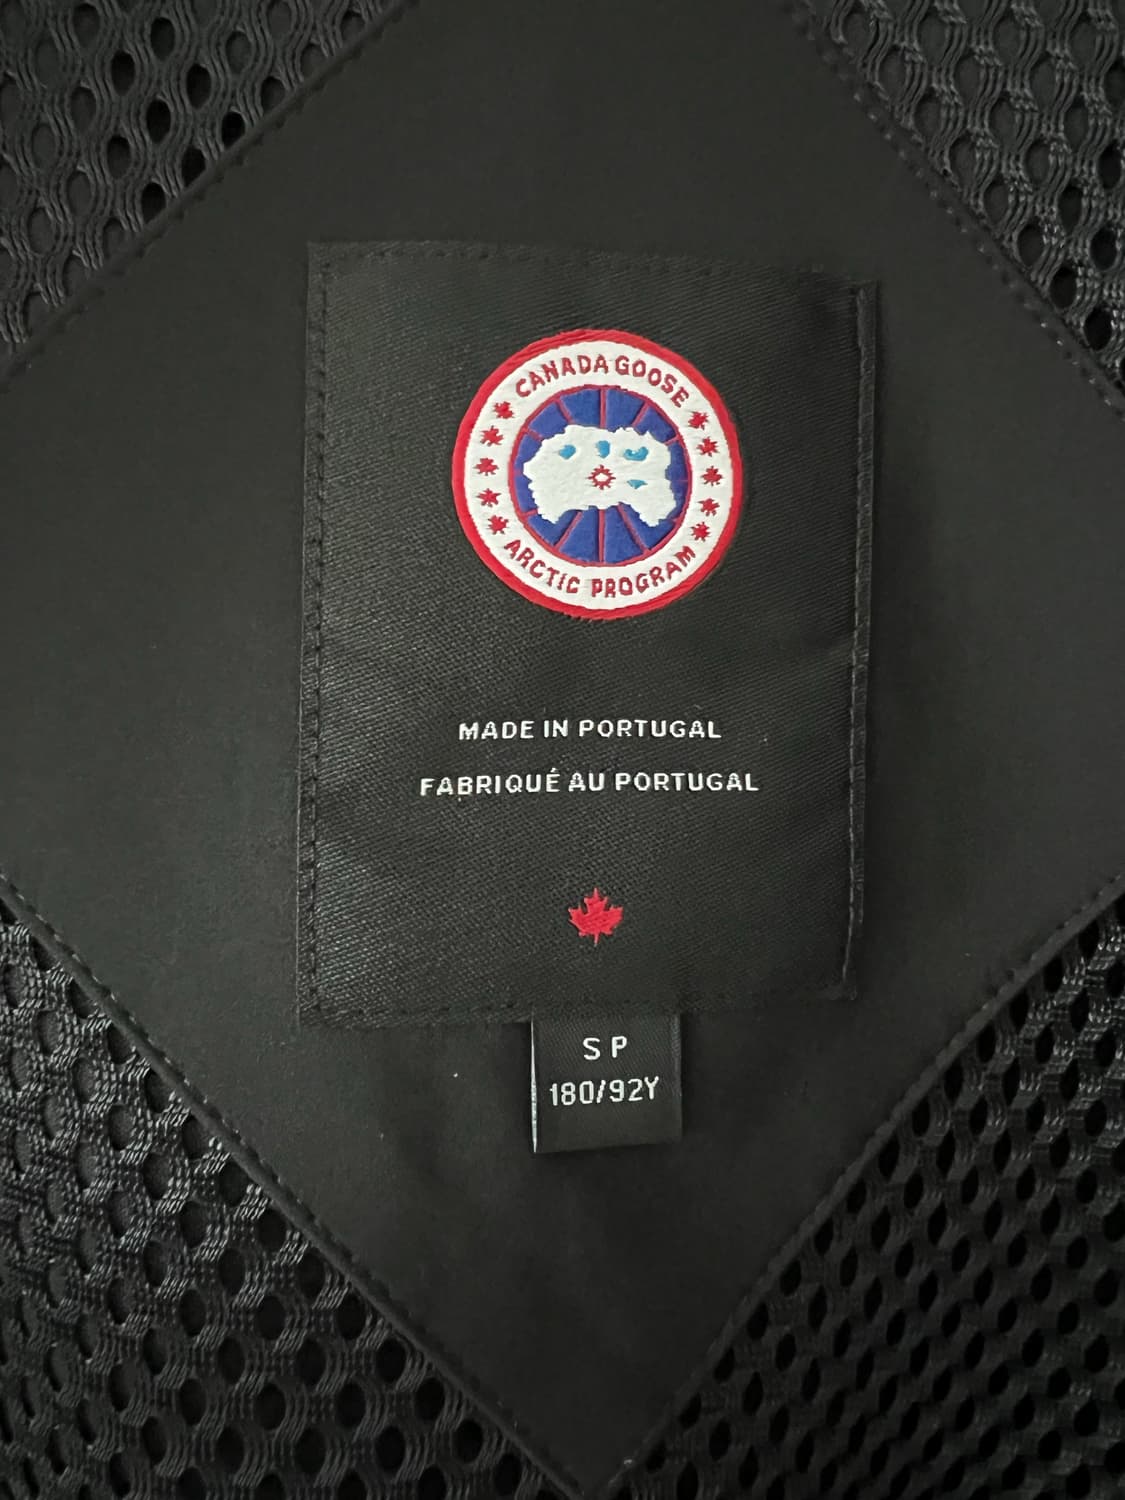 CANADA GOOSE
ARCTIC PROGRAM
MADE IN PORTUGAL
FABRIQUÉ AU PORTUGAL
S P
180/92Y